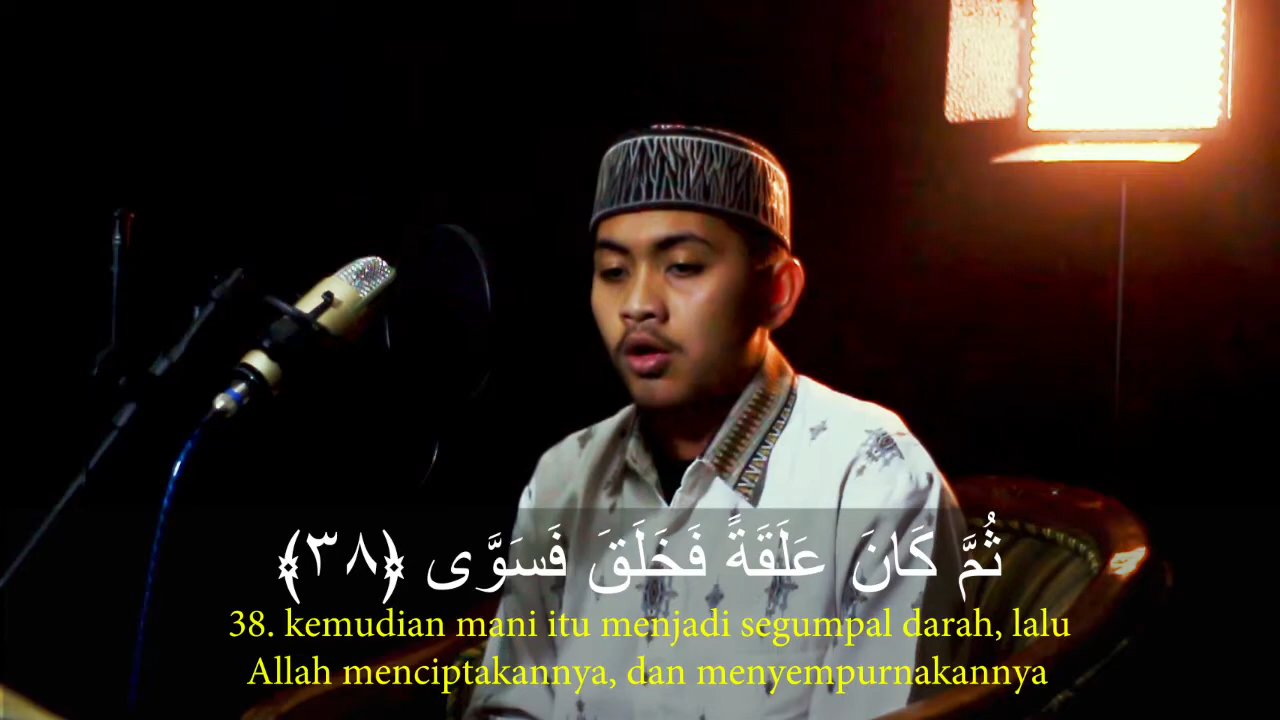 ثُمَّ كَانَ عَلَقَةً فَخَلَقَ فَسَوَّى ﴿٣٨﴾
38. kemudian mani itu menjadi segumpal darah, lalu
Allah menciptakannya, dan menyempurnakannya